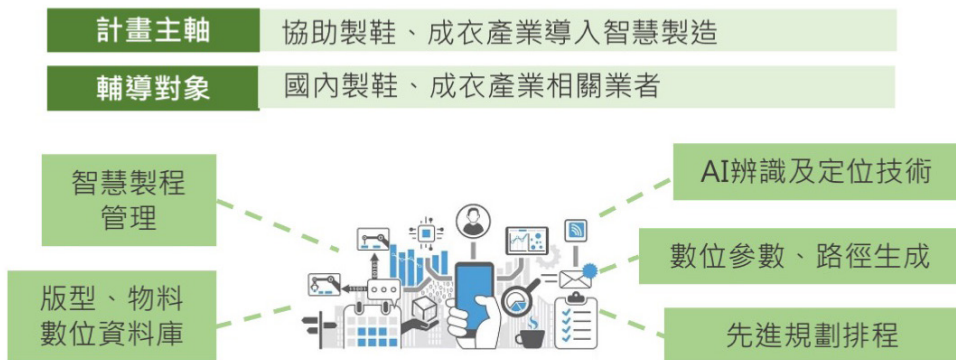 計畫主軸 協助製鞋、成衣產業導入智慧製造
輔導對象 國內製鞋、成衣產業相關業者
智慧製程
管理
版型、物料
數位資料庫
AI辨識及定位技術
數位參數、路徑生成
先進規劃排程